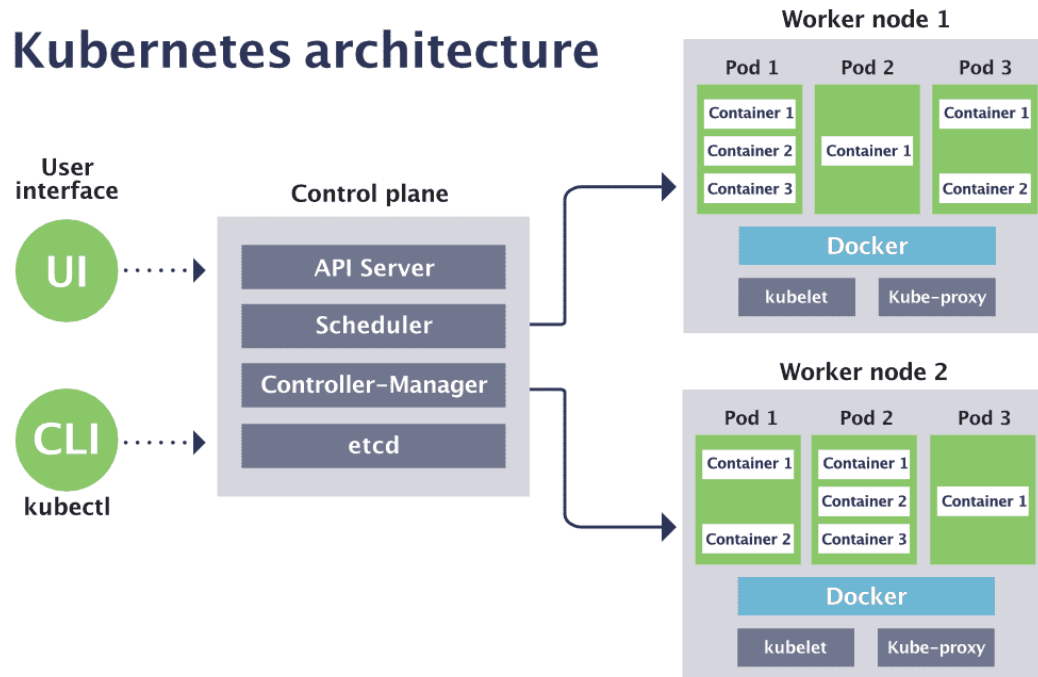 Kubernetes architecture
User
interface
UI
CLI
kubectl
Control plane
API Server
Scheduler
Controller-Manager
etcd
Worker node 1
Pod 1 Pod 2 Pod 3
Container 1
Container 2
Container 3
Container 1
Container 1
Container 2
Docker
kubelet Kube-proxy
Worker node 2
Pod 1 Pod 2 Pod 3
Container 1
Container 2
Container 1
Container 2
Container 3
Container 1
Docker
kubelet Kube-proxy